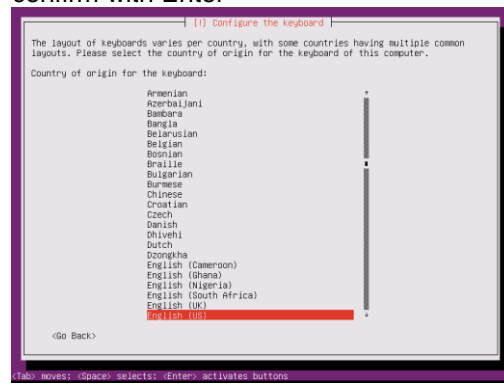 confirm with Enter
[!] Configure the keyboard
The layout of keyboards varies per country, with some countries having multiple common
layouts. Please select the country of origin for the keyboard of this computer.
Country of origin for the keyboard:
Armenian
Azerbaijani
Bambara
Bangla
Belarusian
Belgian
Bosnian
Braille
Bulgarian
Burmese
Chinese
Croatian
Czech
Danish
Dhivehi
Dutch
Dzongkha
English (Cameroon)
English (Ghana)
English (Nigeria)
English (South Africa)
English (UK)
English (US)
<Go Back>
<Tab> moves; <Space> selects; <Enter> activates buttons